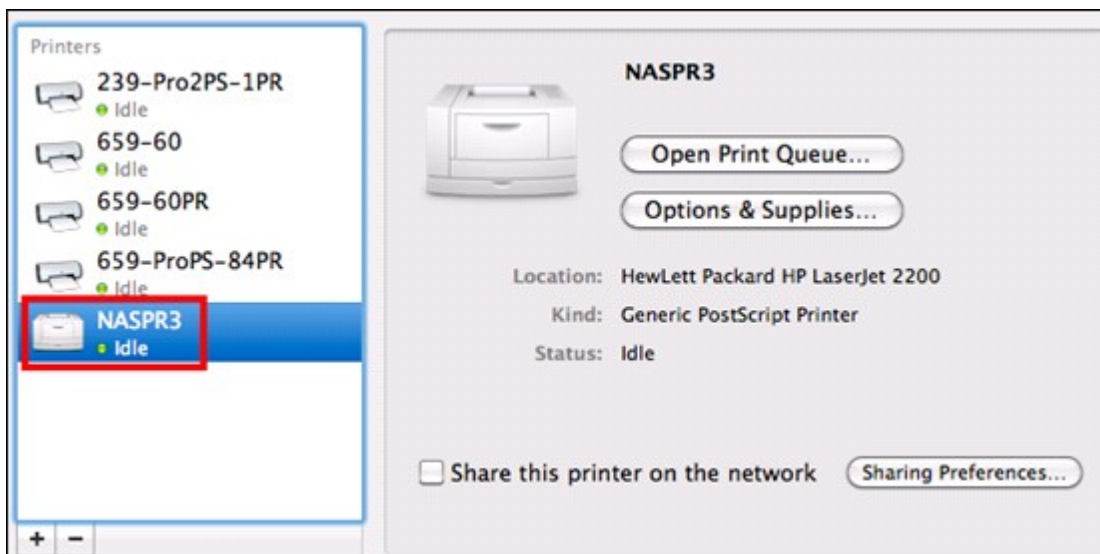 Printers
239-Pro2PS-1PR
Idle
659-60
Idle
659-60PR
Idle
659-ProPS-84PR
Idle
NASPR3
Idle
+ −
NASPR3
Open Print Queue...
Options & Supplies...
Location: HewLett Packard HP LaserJet 2200
Kind: Generic PostScript Printer
Status: Idle
Share this printer on the network
Sharing Preferences...